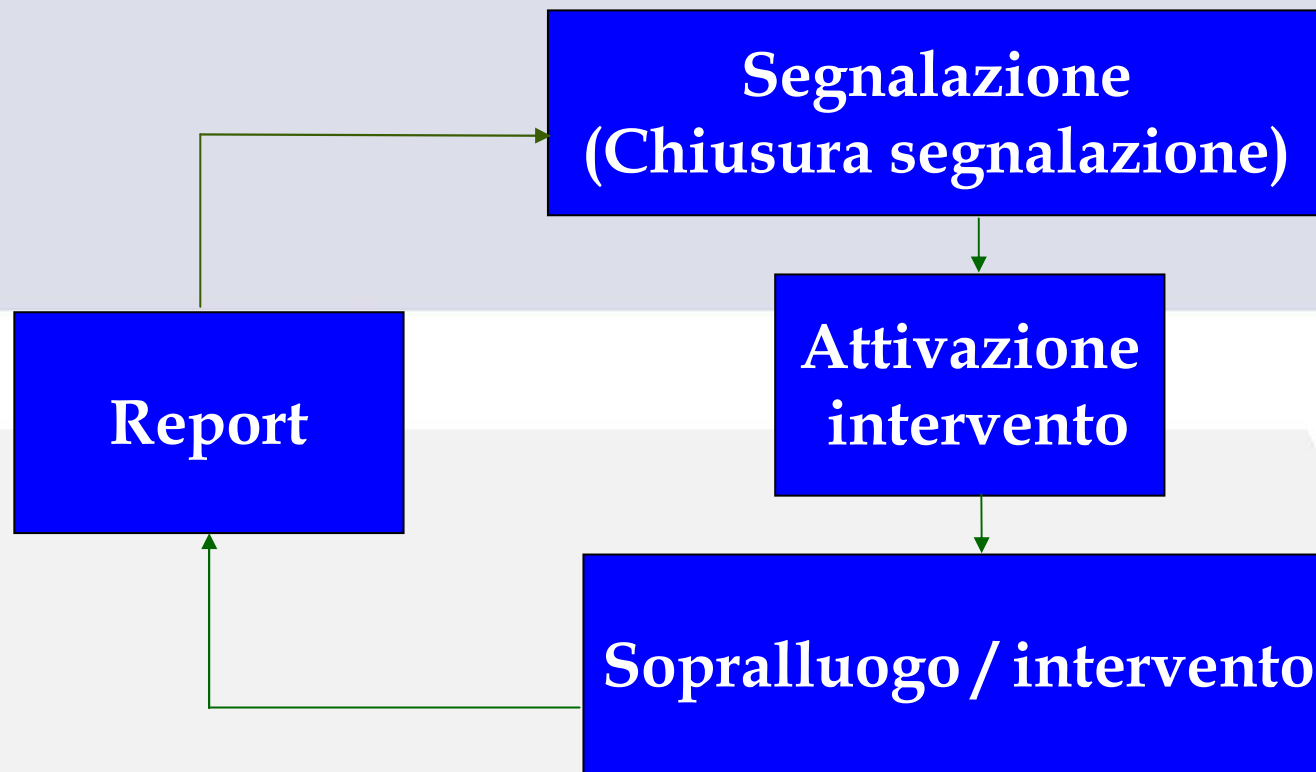 Segnalazione
(Chiusura segnalazione)
Attivazione
intervento
Report
Sopralluogo / intervento